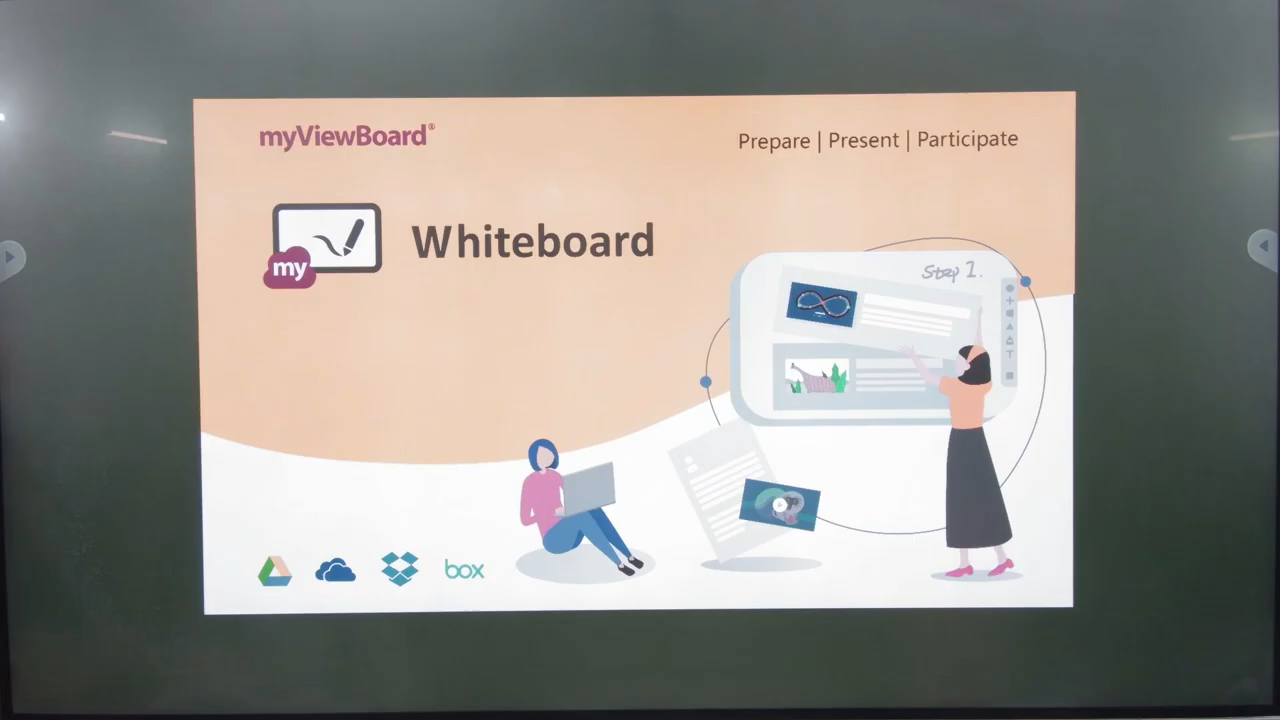 myViewBoard®
Prepare | Present | Participate
my
Whiteboard
Step 1.
T
box